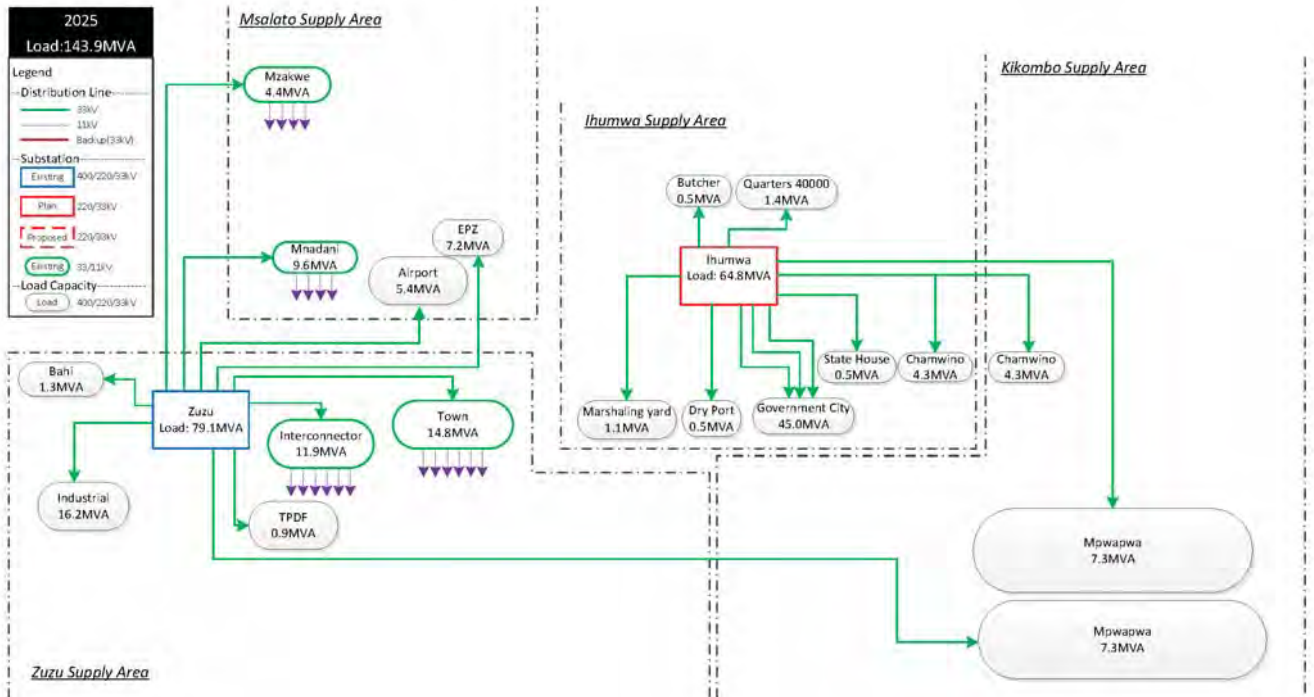 2025
Load:143.9MVA
Legend
Distribution Line
33kV
11kV
Backup(33kV)
Substation
Existing 400/220/33kV
Plan 220/33kV
Proposed 220/33kV
Existing 33/11kV
Load Capacity
Load 400/220/33kV
Msalato Supply Area
Mzakwe
4.4MVA
Mnadani
9.6MVA
EPZ
7.2MVA
Airport
5.4MVA
Ihumwa Supply Area
Butcher
0.5MVA
Quarters 40000
1.4MVA
Ihumwa
Load: 64.8MVA
Marshaling yard
1.1MVA
Dry Port
0.5MVA
Government City
45.0MVA
State House
0.5MVA
Chamwino
4.3MVA
Kikombo Supply Area
Chamwino
4.3MVA
Mpwapwa
7.3MVA
Mpwapwa
7.3MVA
Bahi
1.3MVA
Zuzu
Load: 79.1MVA
Interconnector
11.9MVA
Town
14.8MVA
Industrial
16.2MVA
TPDF
0.9MVA
Zuzu Supply Area